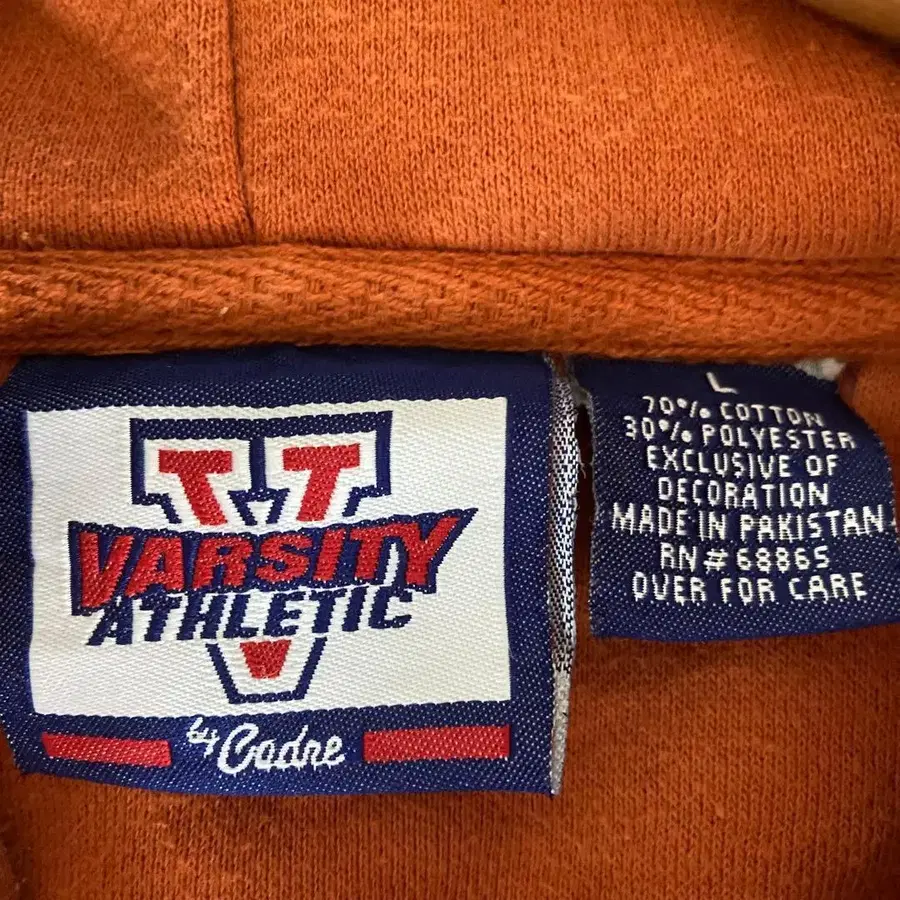 VARSITY
ATHLETIC
by Cadre
L
70% COTTON
30% POLYESTER
EXCLUSIVE OF
DECORATION
MADE IN PAKISTAN
RN # 68865
OVER FOR CARE